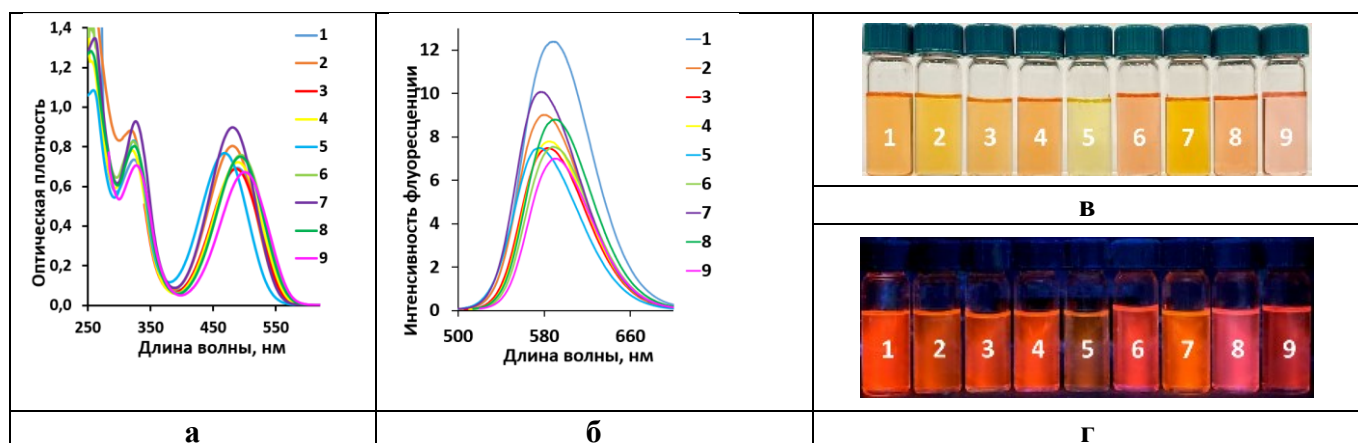 1,4
1,2
1,0
0,8
0,6
0,4
0,2
0,0
250 350 450 550
Оптическая плотность
Длина волны, нм
1
2
3
4
5
6
7
8
9
а
12
10
8
6
4
2
0
500 580 660
Интенсивность флуоресценции
Длина волны, нм
1
2
3
4
5
6
7
8
9
б
1 2 3 4 5 6 7 8 9
в
1 2 3 4 5 6 7 8 9
г